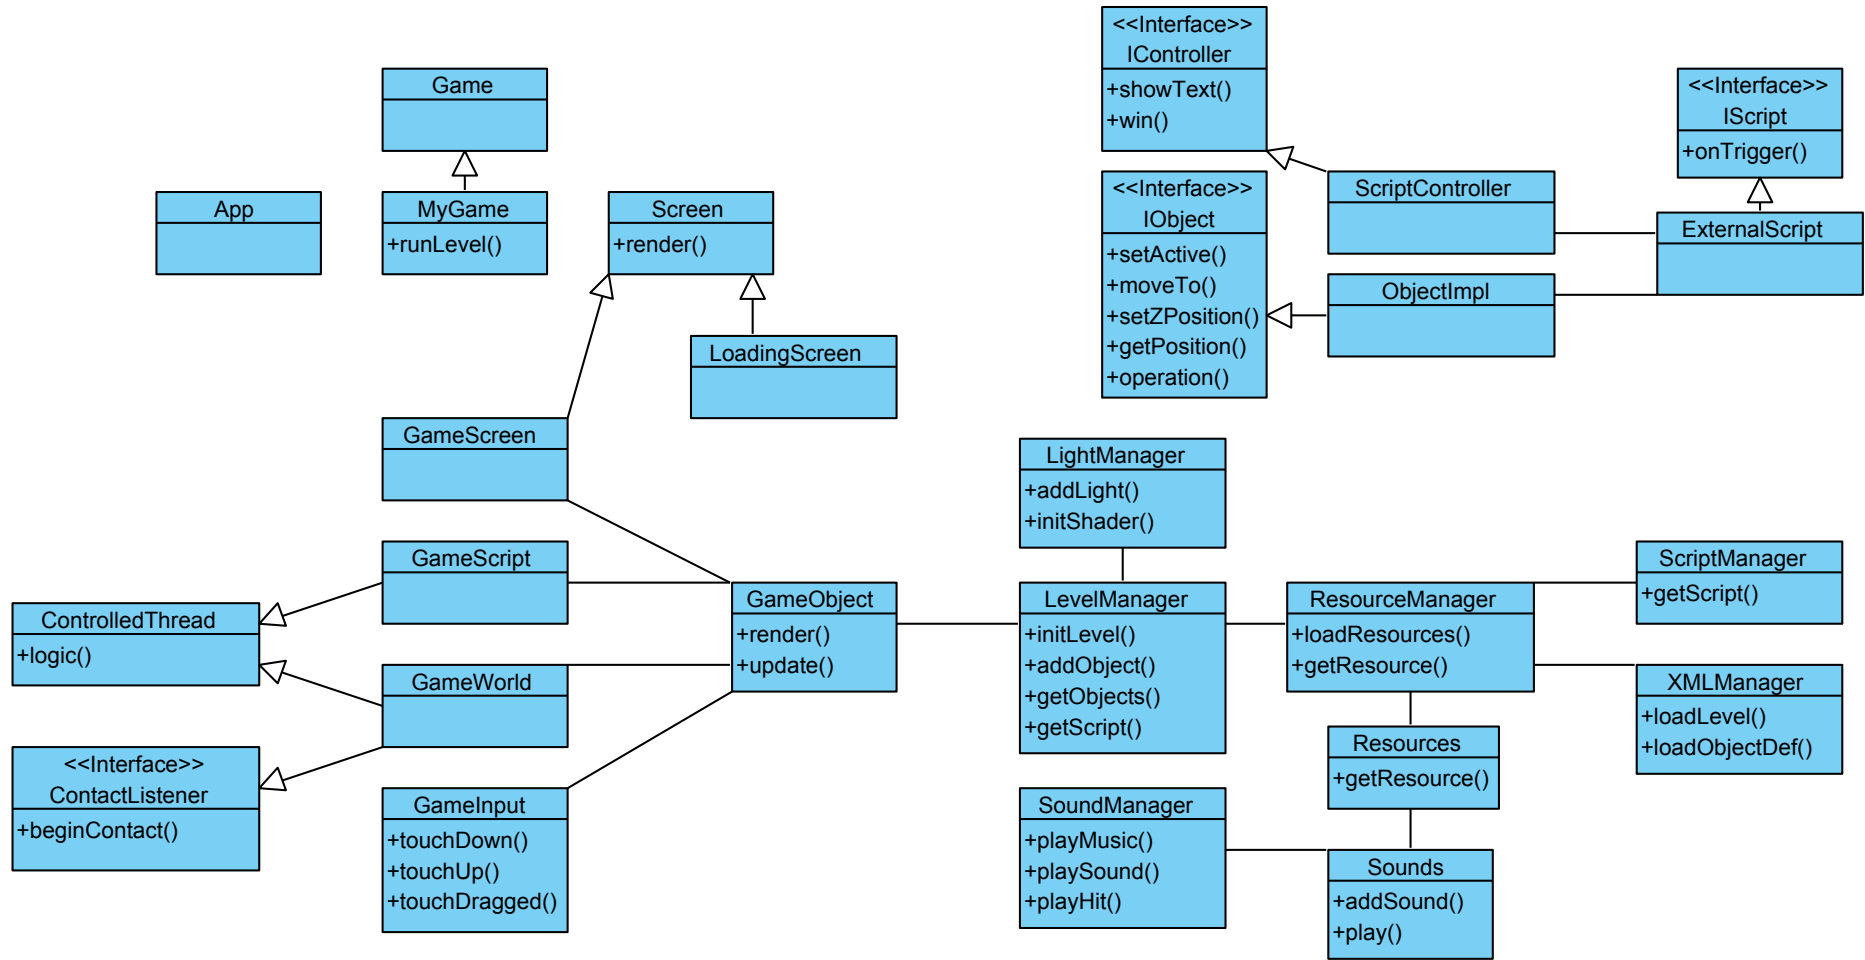 <<Interface>>
IController
+showText()
+win()
Game
<<Interface>>
IScript
+onTrigger()
App
MyGame
+runLevel()
Screen
+render()
<<Interface>>
IObject
+setActive()
+moveTo()
+setZPosition()
+getPosition()
+operation()
ScriptController
ExternalScript
ObjectImpl
LoadingScreen
GameScreen
LightManager
+addLight()
+initShader()
GameScript
ScriptManager
+getScript()
ControlledThread
+logic()
GameObject
+render()
+update()
LevelManager
+initLevel()
+addObject()
+getObjects()
+getScript()
ResourceManager
+loadResources()
+getResource()
GameWorld
XMLManager
+loadLevel()
+loadObjectDef()
Resources
+getResource()
<<Interface>>
ContactListener
+beginContact()
GameInput
+touchDown()
+touchUp()
+touchDragged()
SoundManager
+playMusic()
+playSound()
+playHit()
Sounds
+addSound()
+play()